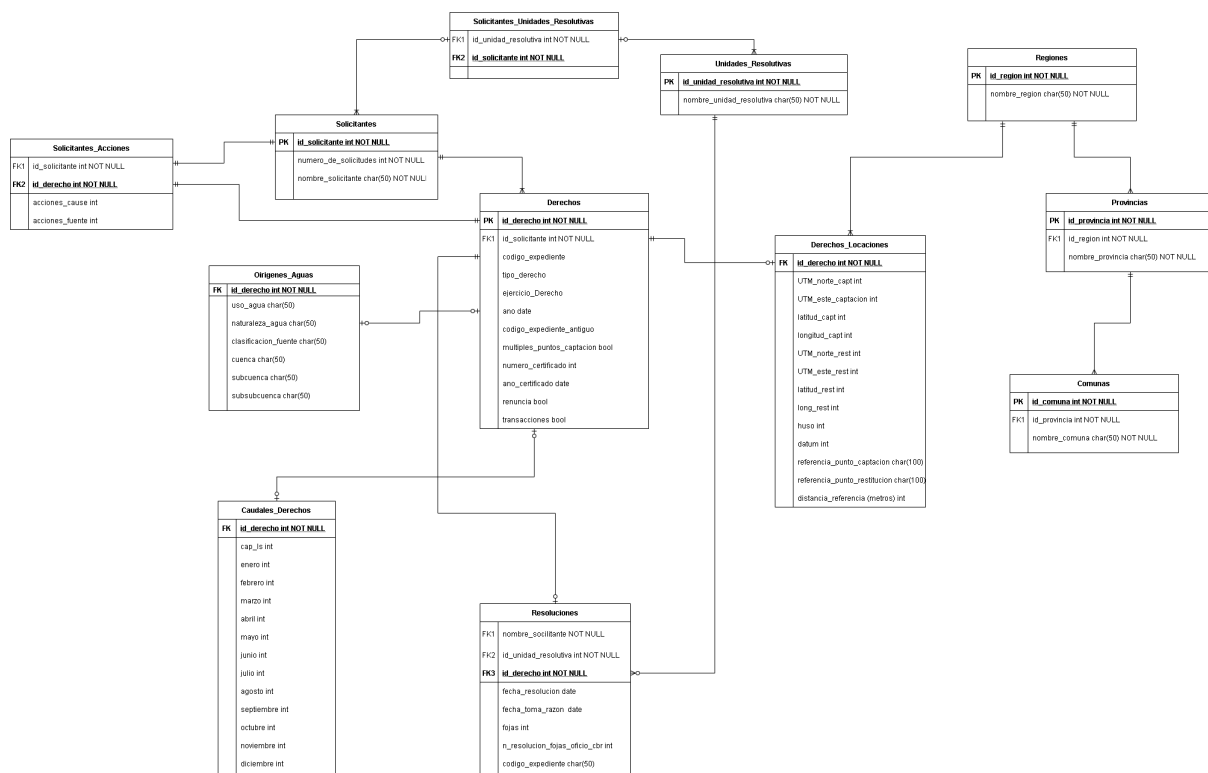 Solicitantes_Unidades_Resolutivas
FK1 id_unidad_resolutiva int NOT NULL
FK2 id_solicitante int NOT NULL
Unidades_Resolutivas
PK id_unidad_resolutiva int NOT NULL
nombre_unidad_resolutiva char(50) NOT NULL
Regiones
PK id_region int NOT NULL
nombre_region char(50) NOT NULL
Solicitantes
PK id_solicitante int NOT NULL
numero_de_solicitudes int NOT NULL
nombre_solicitante char(50) NOT NUL
Solicitantes_Acciones
FK1 id_solicitante int NOT NULL
FK2 id_derecho int NOT NULL
acciones_cause int
acciones_fuente int
Derechos
PK id_derecho int NOT NULL
FK1 id_solicitante int NOT NULL
codigo_expediente
tipo_derecho
ejercicio_Derecho
ano date
codigo_expediente_antiguo
multiples_puntos_captacion bool
numero_certificado int
ano_certificado date
renuncia bool
transacciones bool
Provincias
PK id_provincia int NOT NULL
FK1 id_region int NOT NULL
nombre_provincia char(50) NOT NULL
Derechos_Locaciones
FK id_derecho int NOT NULL
UTM_norte_capt int
UTM_este_captacion int
latitud_capt int
longitud_capt int
UTM_norte_rest int
UTM_este_rest int
latitud_rest int
long_rest int
huso int
datum int
referencia_punto_captacion char(100)
referencia_punto_restitucion char(100)
distancia_referencia (metros) int
Oirigenes_Aguas
FK id_derecho int NOT NULL
uso_agua char(50)
naturaleza_agua char(50)
clasificacion_fuente char(50)
cuenca char(50)
subcuenca char(50)
subsubcuenca char(50)
Comunas
PK id_comuna int NOT NULL
FK1 id_provincia int NOT NULL
nombre_comuna char(50) NOT NULL
Caudales_Derechos
FK id_derecho int NOT NULL
cap_ls int
enero int
febrero int
marzo int
abril int
mayo int
junio int
julio int
agosto int
septiembre int
octubre int
noviembre int
diciembre int
Resoluciones
FK1 nombre_socilitante NOT NULL
FK2 id_unidad_resolutiva int NOT NULL
FK3 id_derecho int NOT NULL
fecha_resolucion date
fecha_toma_razon date
fojas int
n_resolucion_fojas_oficio_cbr int
codigo_expediente char(50)